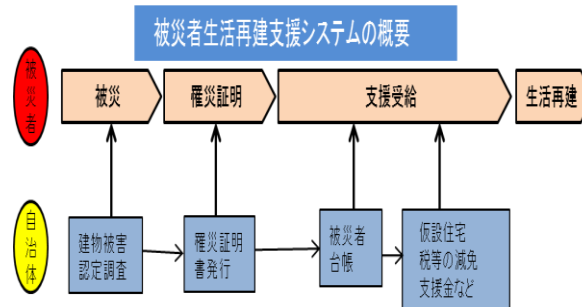 被災者生活再建支援システムの概要
被災者
被災
罹災証明
支援受給
生活再建
自治体
建物被害
認定調査
罹災証明
書発行
被災者
台帳
仮設住宅
税等の減免
支援金など